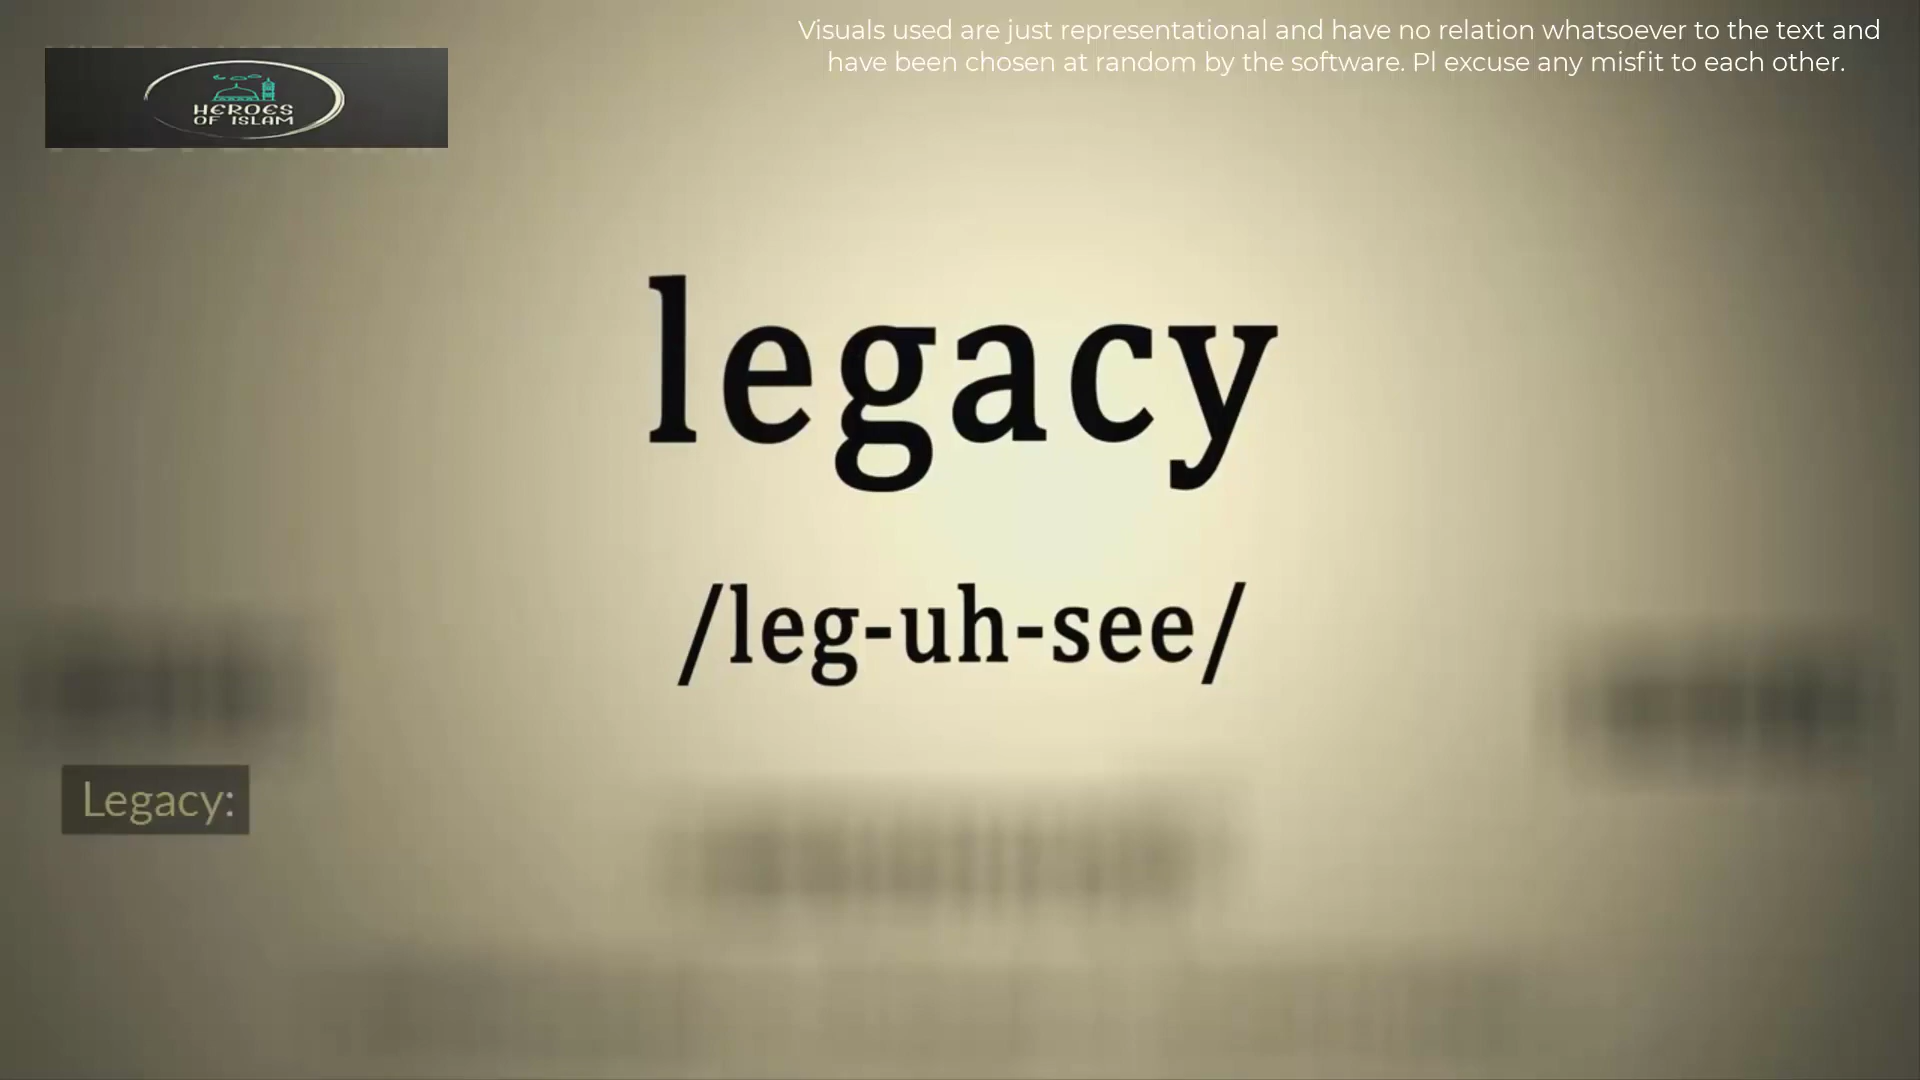 Visuals used are just representational and have no relation whatsoever to the text and
have been chosen at random by the software. Pl excuse any misfit to each other.
HEROES
OF ISLAM
legacy
/leg-uh-see/
Legacy: